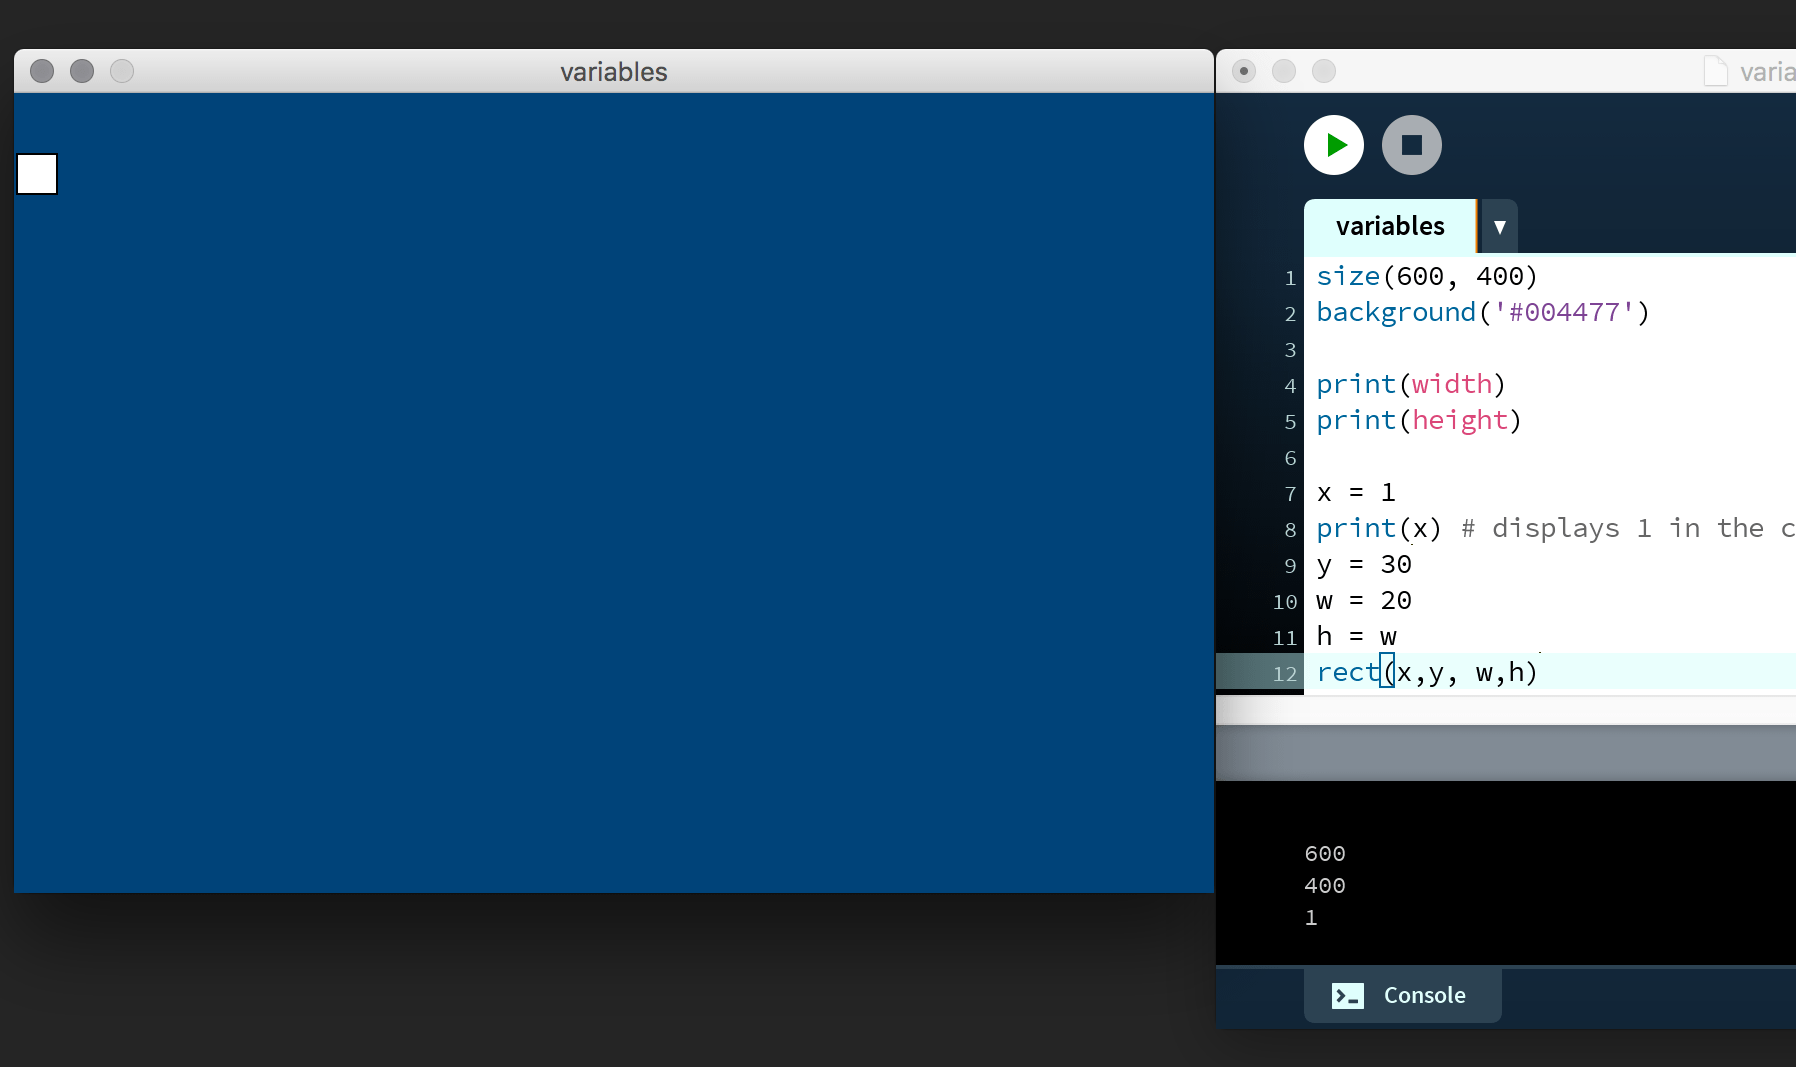 variables
varia
variables ▼
1 size(600, 400)
2 background('#004477')
3
4 print(width)
5 print(height)
6
7 x = 1
8 print(x) # displays 1 in the c
9 y = 30
10 w = 20
11 h = w
12 rect(x,y, w,h)
600
400
1
Console